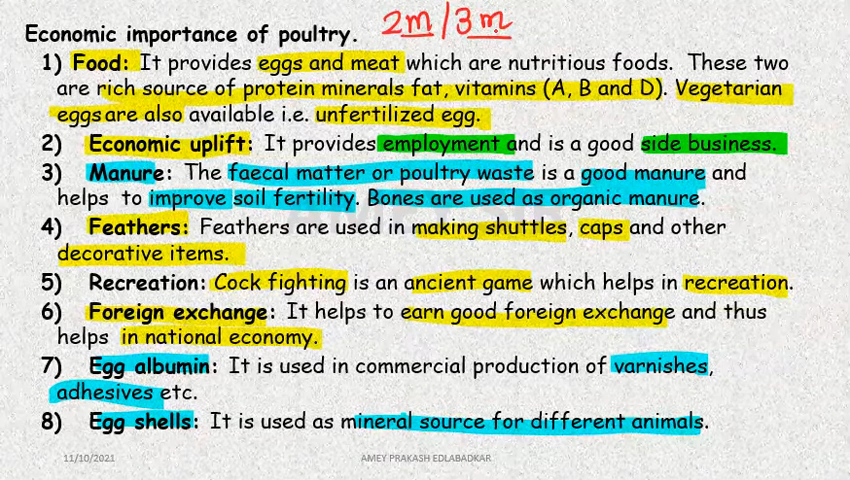 Economic importance of poultry. 2m/3m
1) Food: It provides eggs and meat which are nutritious foods. These two
are rich source of protein minerals fat, vitamins (A, B and D). Vegetarian
eggs are also available i.e. unfertilized egg.
2) Economic uplift: It provides employment and is a good side business.
3) Manure: The faecal matter or poultry waste is a good manure and
helps to improve soil fertility. Bones are used as organic manure.
4) Feathers: Feathers are used in making shuttles, caps and other
decorative items.
5) Recreation: Cock fighting is an ancient game which helps in recreation.
6) Foreign exchange: It helps to earn good foreign exchange and thus
helps in national economy.
7) Egg albumin: It is used in commercial production of varnishes,
adhesives etc.
8) Egg shells: It is used as mineral source for different animals.
11/10/2021 AMEY PRAKASH EDLABADKAR